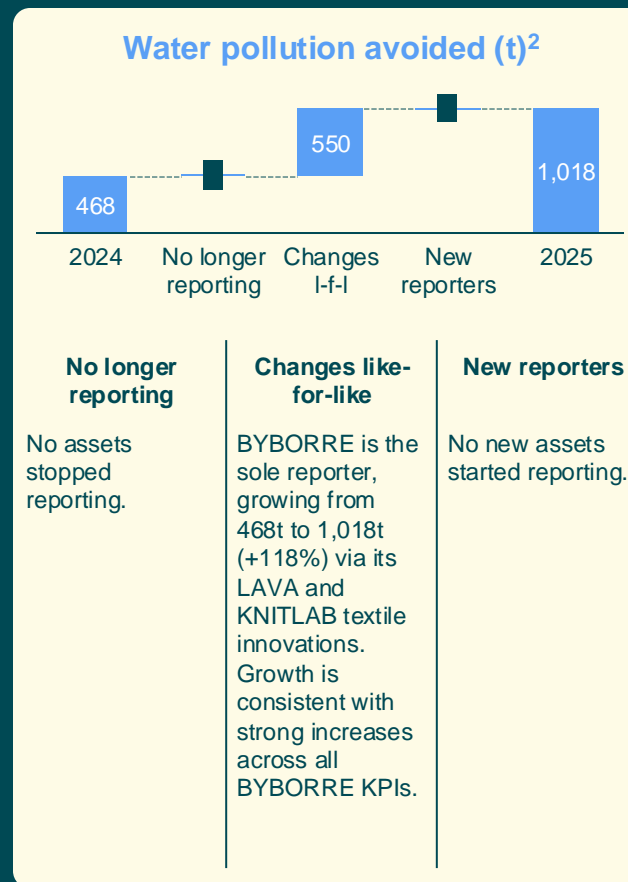 Water pollution avoided (t)2
550
1,018
468
2024
No longer
reporting
Changes
l-f-l
New
reporters
2025
No longer
reporting
No assets
stopped
reporting.
Changes like-
for-like
BYBORRE is the
sole reporter,
growing from
468t to 1,018t
(+118%) via its
LAVA and
KNITLAB textile
innovations.
Growth is
consistent with
strong increases
across all
BYBORRE KPIs.
New reporters
No new assets
started reporting.